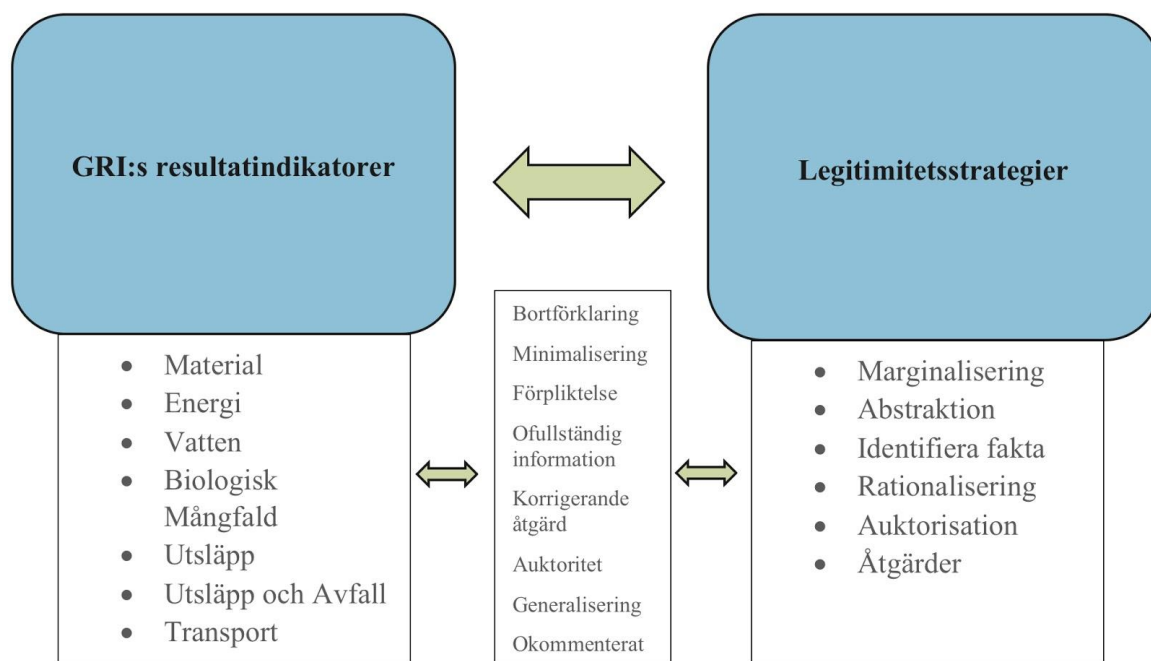 GRI:s resultatindikatorer
Legitimitetsstrategier
• Material
• Energi
• Vatten
• Biologisk
Mångfald
• Utsläpp
• Utsläpp och Avfall
• Transport
Bortförklaring
Minimalisering
Förpliktelse
Ofullständig
information
Korrigerande
åtgärd
Auktoritet
Generalisering
Okommenterat
• Marginalisering
• Abstraktion
• Identifiera fakta
• Rationalisering
• Auktorisation
• Åtgärder